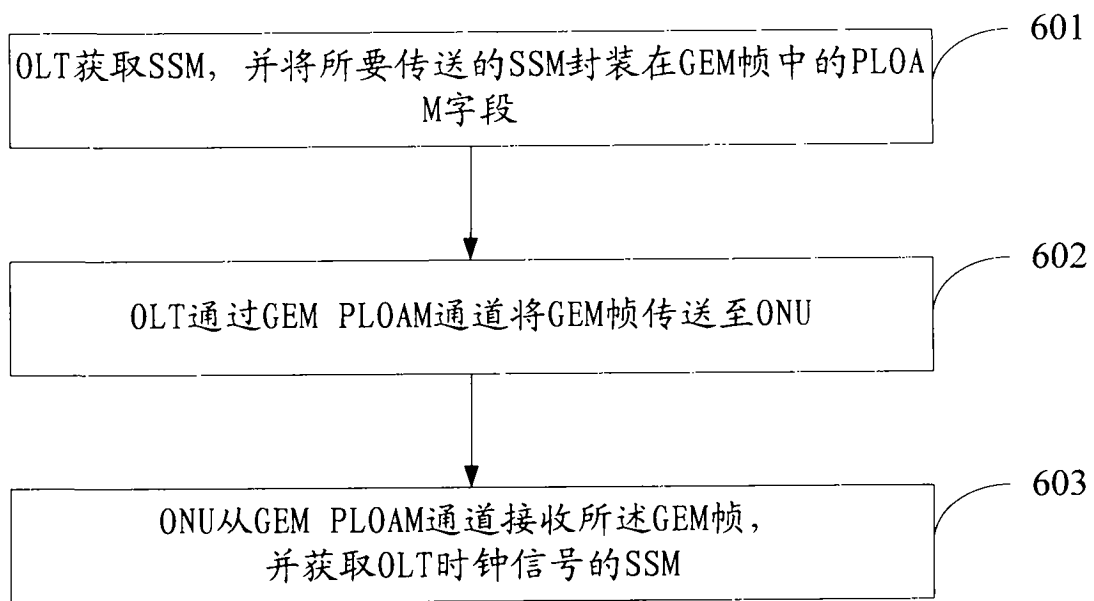 601
OLT获取SSM, 并将所要传送的SSM封装在GEM帧中的PLOA
M字段
602
OLT通过GEM PLOAM通道将GEM帧传送至ONU
603
ONU从GEM PLOAM通道接收所述GEM帧,
并获取OLT时钟信号的SSM